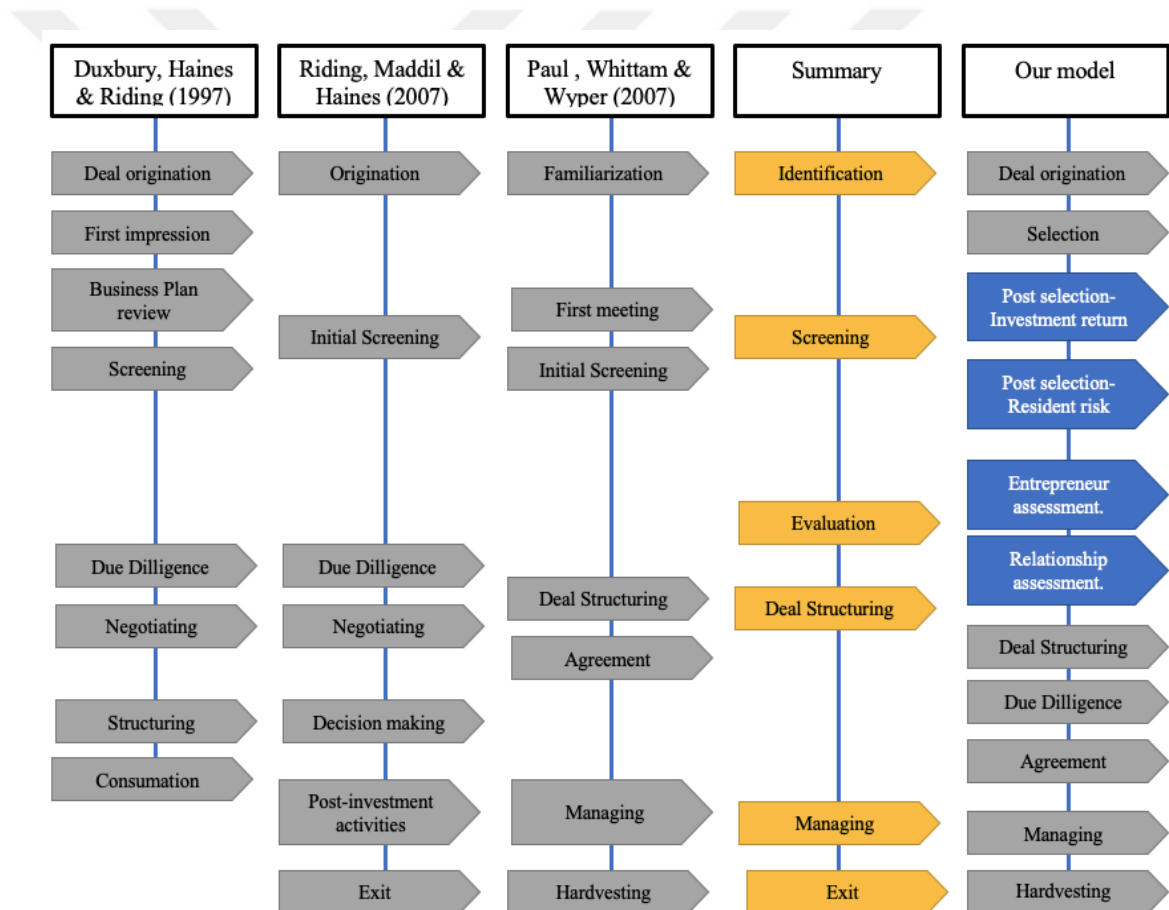 Duxbury, Haines
& Riding (1997)
Deal origination
First impression
Business Plan
review
Screening
Due Dilligence
Negotiating
Structuring
Consumation
Riding, Maddil &
Haines (2007)
Origination
Initial Screening
Due Dilligence
Negotiating
Decision making
Post-investment
activities
Exit
Paul , Whittam &
Wyper (2007)
Familiarization
First meeting
Initial Screening
Deal Structuring
Agreement
Managing
Hardvesting
Summary
Identification
Screening
Evaluation
Deal Structuring
Managing
Exit
Our model
Deal origination
Selection
Post selection-
Investment return
Post selection-
Resident risk
Entrepreneur
assessment.
Relationship
assessment.
Deal Structuring
Due Dilligence
Agreement
Managing
Hardvesting